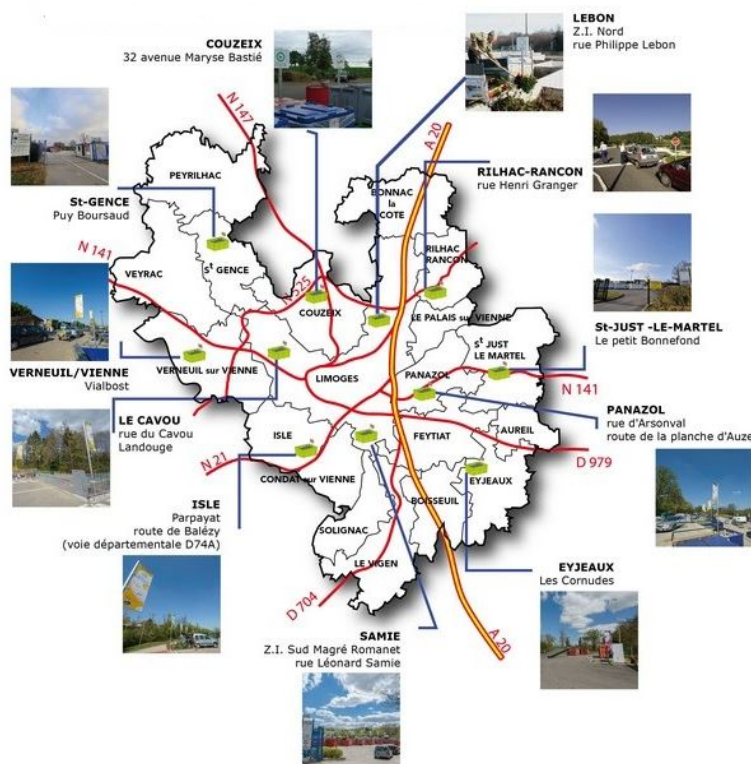 LEBON
Z.I. Nord
rue Philippe Lebon
COUZEIX
32 avenue Maryse Bastié
N 147
A 20
RILHAC-RANCON
rue Henri Granger
PEYRILHAC
BONNAC
la
COTE
St-GENCE
Puy Boursaud
N 141
VEYRAC
St GENCE
RILHAC
RANCON
N 525
COUZEIX
LE PALAIS sur VIENNE
St-JUST -LE-MARTEL
Le petit Bonnefond
St JUST
LE MARTEL
VERNEUIL/VIENNE
Vialbost
VERNEUIL sur VIENNE
LIMOGES
PANAZOL
N 141
LE CAVOU
rue du Cavou
Landouge
PANAZOL
rue d'Arsonval
route de la planche d'Auze
ISLE
FEYTIAT
AUREIL
D 979
N 21
CONDAT sur VIENNE
EYJEAUX
BOISSEUIL
ISLE
Parpayat
route de Balézy
(voie départementale D74A)
SOLIGNAC
LE VIGEN
EYJEAUX
Les Cornudes
D 704
A 20
SAMIE
Z.I. Sud Magré Romanet
rue Léonard Samie